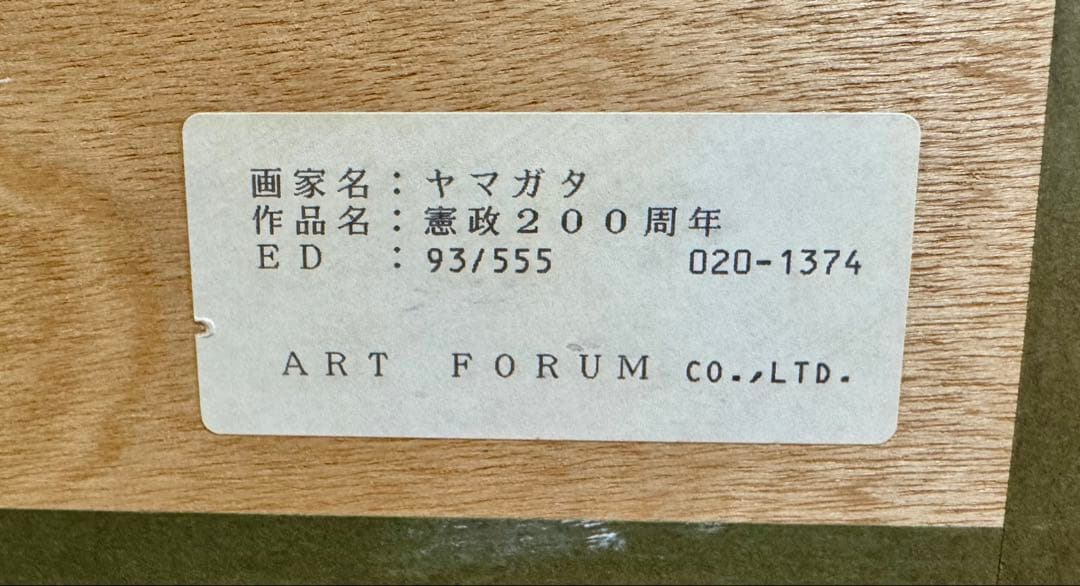 画家名：ヤマガタ
作品名：憲政２００周年
ＥＤ　：93/555　020-1374
ＡＲＴ　ＦＯＲＵＭ CO.,LTD.